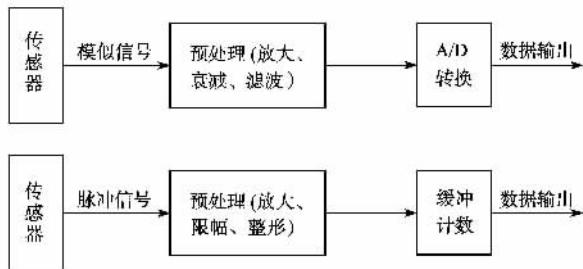 传感器
模似信号
预处理(放大、
衰减、滤波)
A/D
转换
数据输出
传感器
脉冲信号
预处理(放大、
限幅、整形)
缓冲
计数
数据输出